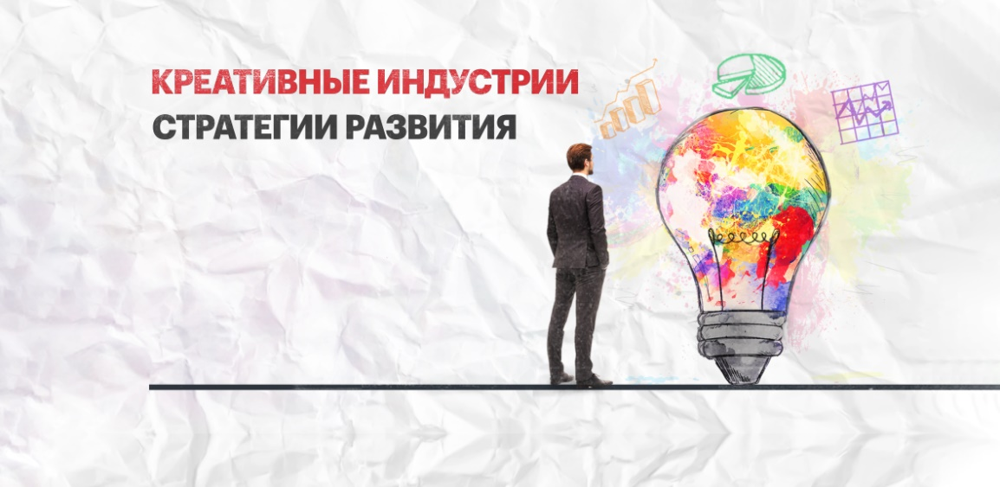 КРЕАТИВНЫЕ ИНДУСТРИИ
СТРАТЕГИИ РАЗВИТИЯ